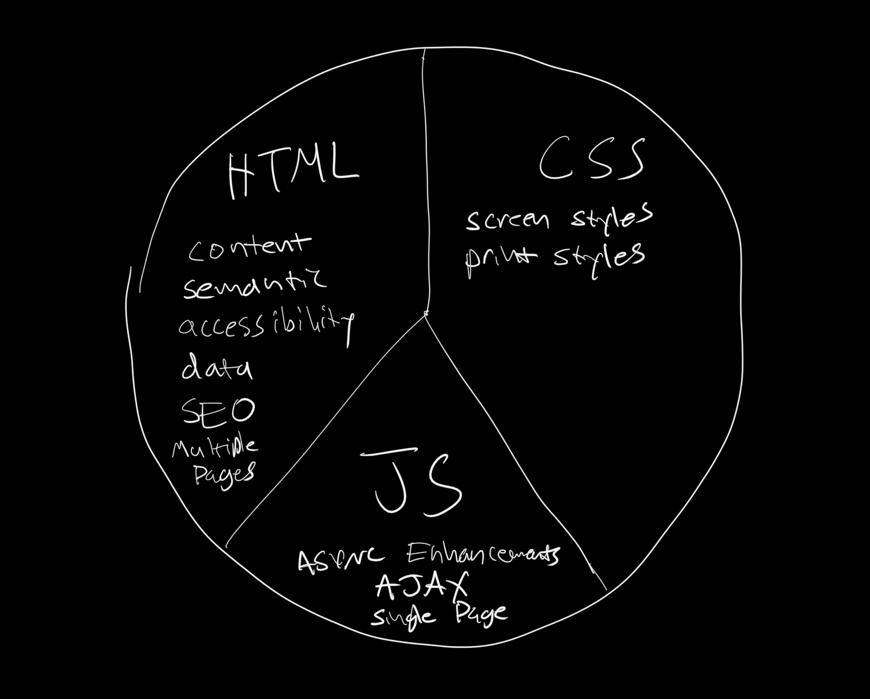 HTML
content
semantic
accessibility
data
SEO
Multiple
Pages
CSS
screen styles
print styles
JS
ASYNC Enhancements
AJAX
Single Page